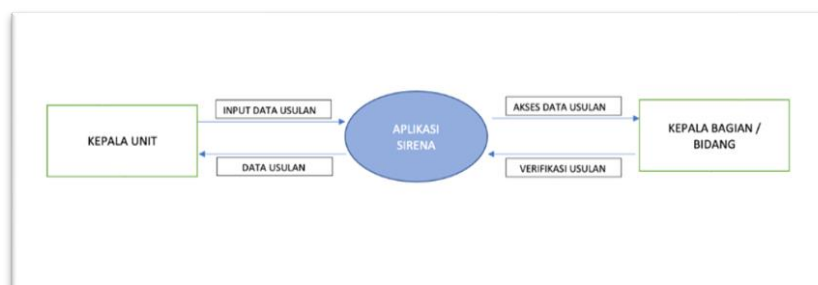 INPUT DATA USULAN
AKSES DATA USULAN
KEPALA UNIT
APLIKASI
SIRENA
KEPALA BAGIAN /
BIDANG
DATA USULAN
VERIFIKASI USULAN